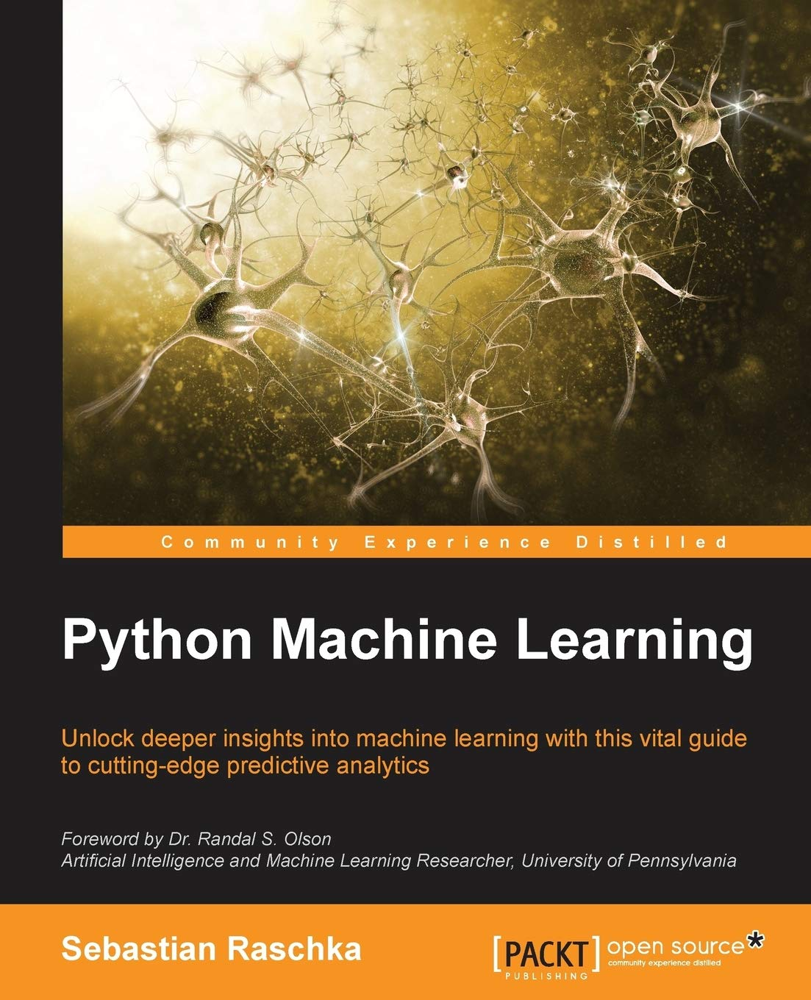 Community Experience Distilled
Python Machine Learning
Unlock deeper insights into machine learning with this vital guide
to cutting-edge predictive analytics
Foreword by Dr. Randal S. Olson
Artificial Intelligence and Machine Learning Researcher, University of Pennsylvania
Sebastian Raschka
[PACKT]
PUBLISHING
open source*
community experience distilled